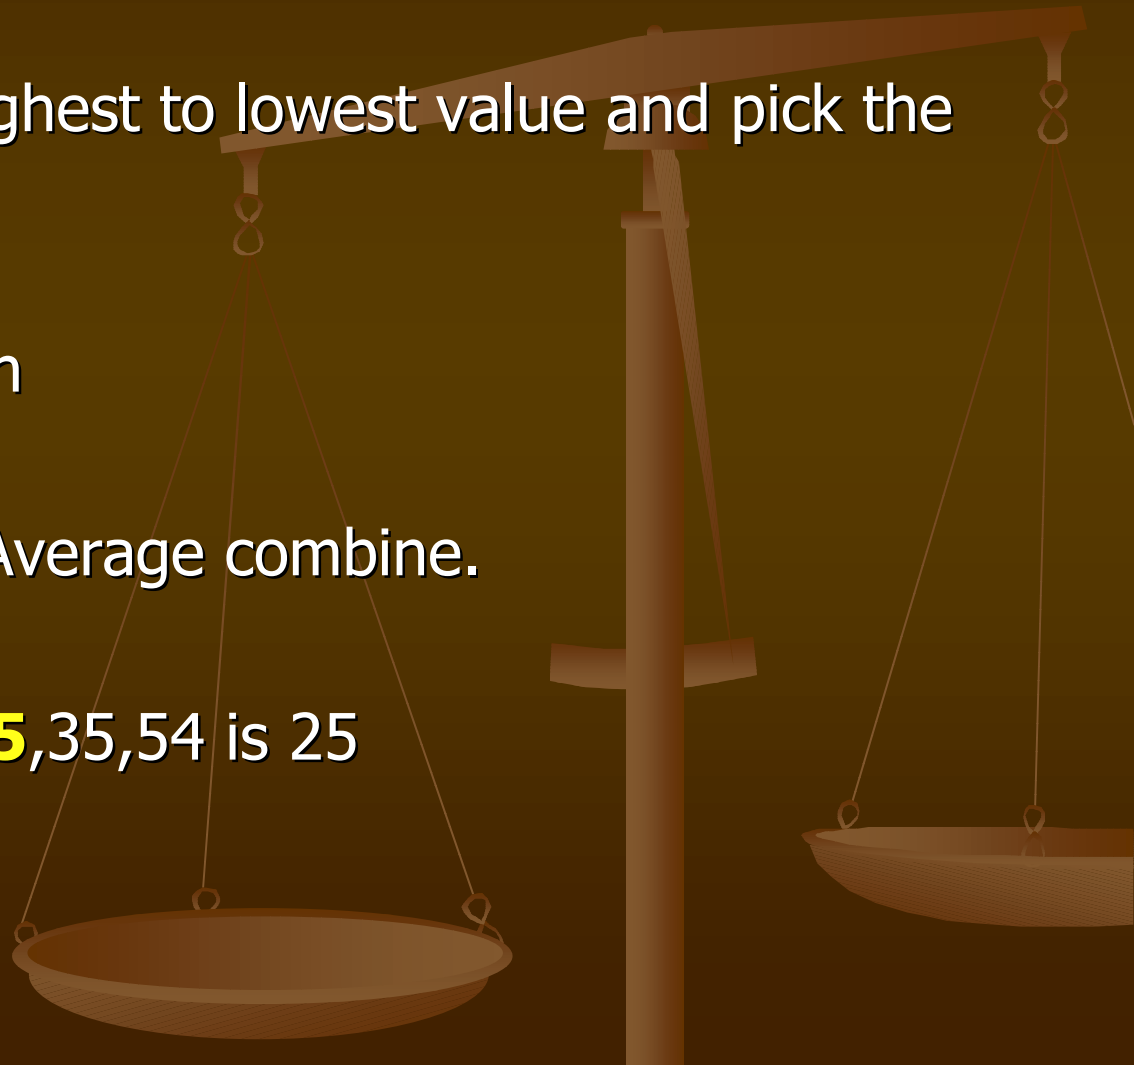 ghest to lowest value and pick the
n
Average combine.
5,35,54 is 25